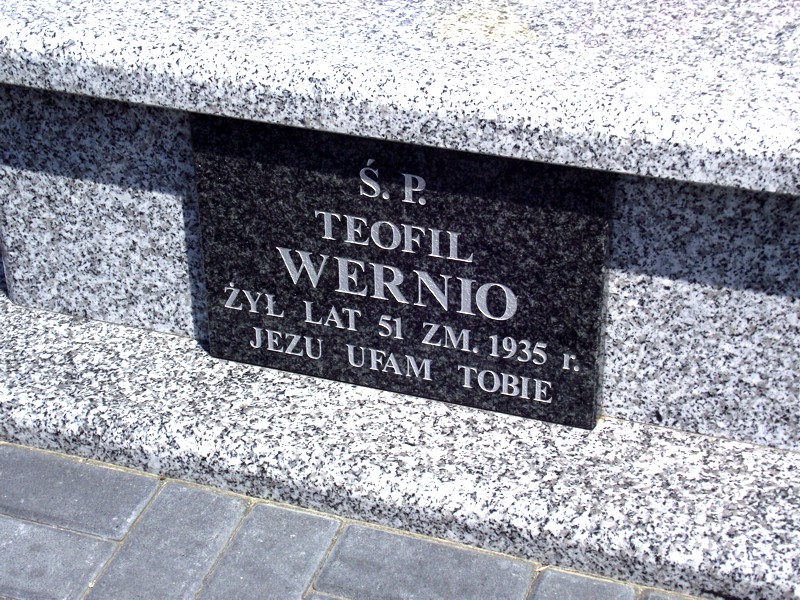 Ś. P.
TEOFIL
WERNIO
ŻYŁ LAT 51 ZM. 1935 r.
JEZU UFAM TOBIE